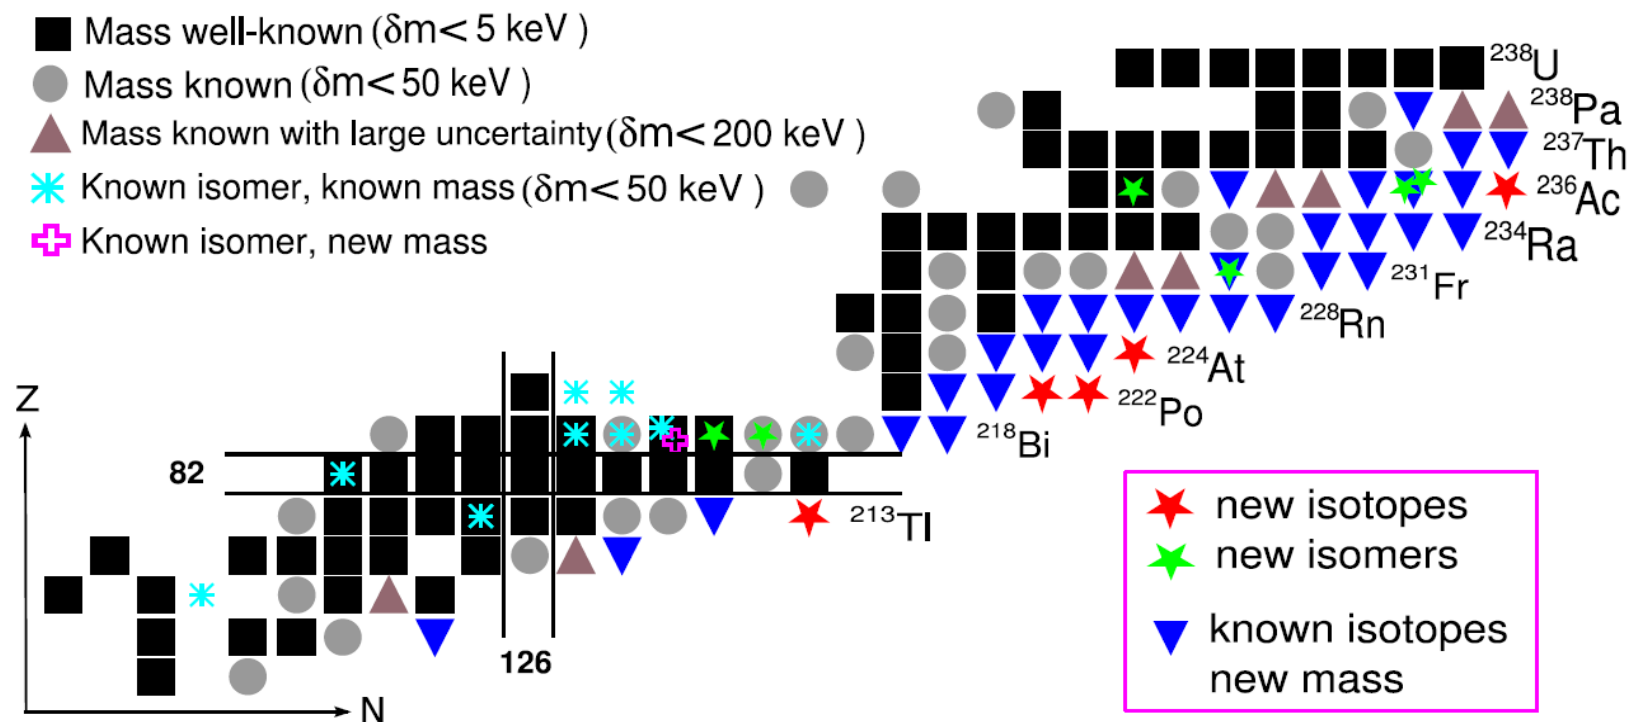 Mass well-known (δm< 5 keV )
Mass known (δm< 50 keV )
Mass known with large uncertainty (δm< 200 keV )
Known isomer, known mass (δm< 50 keV )
Known isomer, new mass
238U
238Pa
237Th
236Ac
234Ra
231Fr
228Rn
224At
222Po
218Bi
213Tl
Z
82
126
N
new isotopes
new isomers
known isotopes
new mass